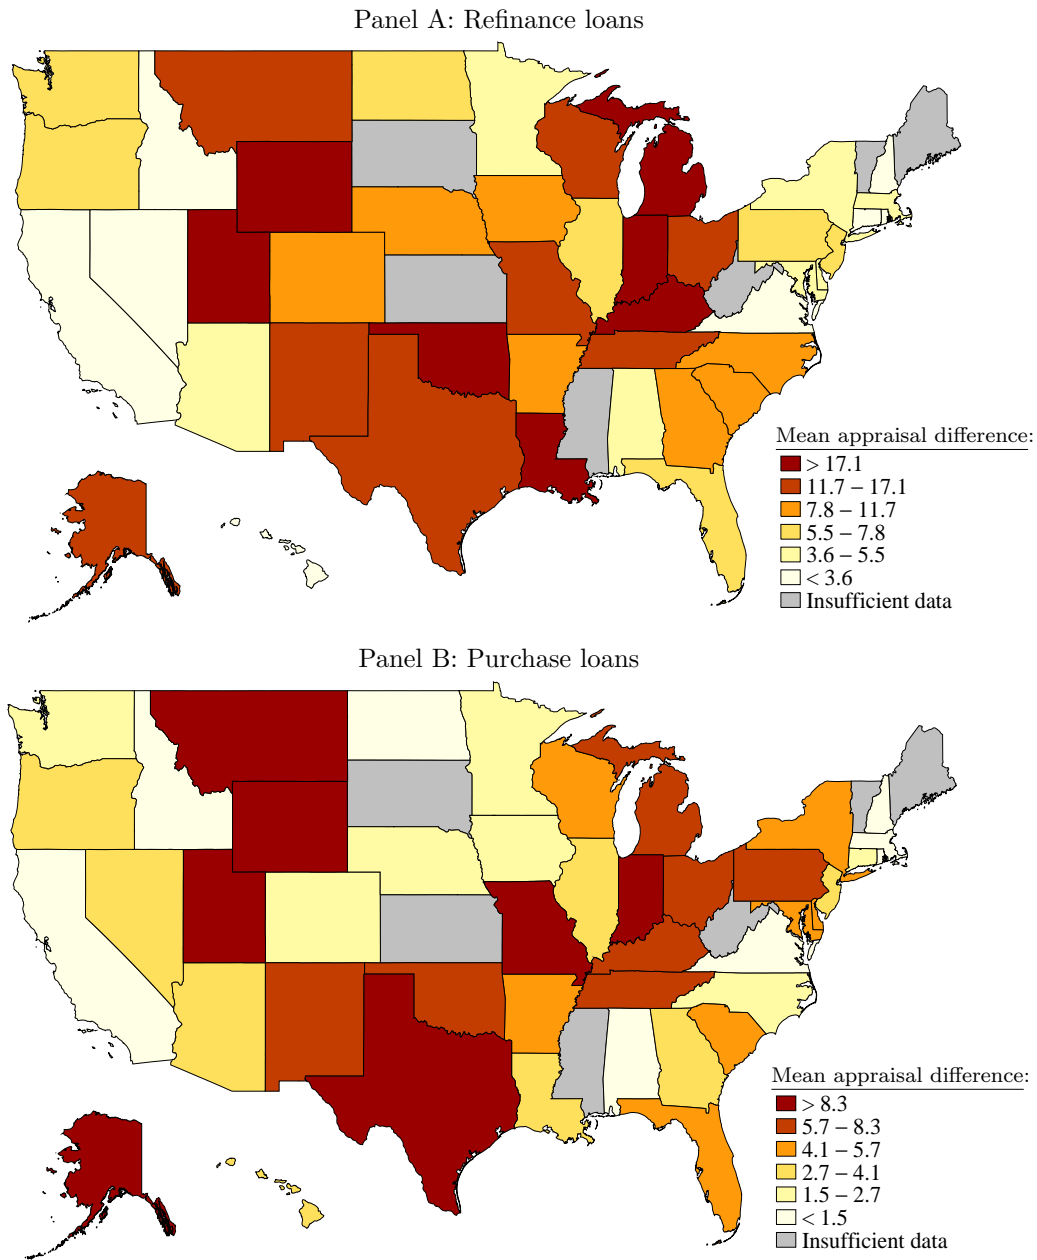 Panel A: Refinance loans
Mean appraisal difference:
> 17.1
11.7 – 17.1
7.8 – 11.7
5.5 – 7.8
3.6 – 5.5
< 3.6
Insufficient data
Panel B: Purchase loans
Mean appraisal difference:
> 8.3
5.7 – 8.3
4.1 – 5.7
2.7 – 4.1
1.5 – 2.7
< 1.5
Insufficient data